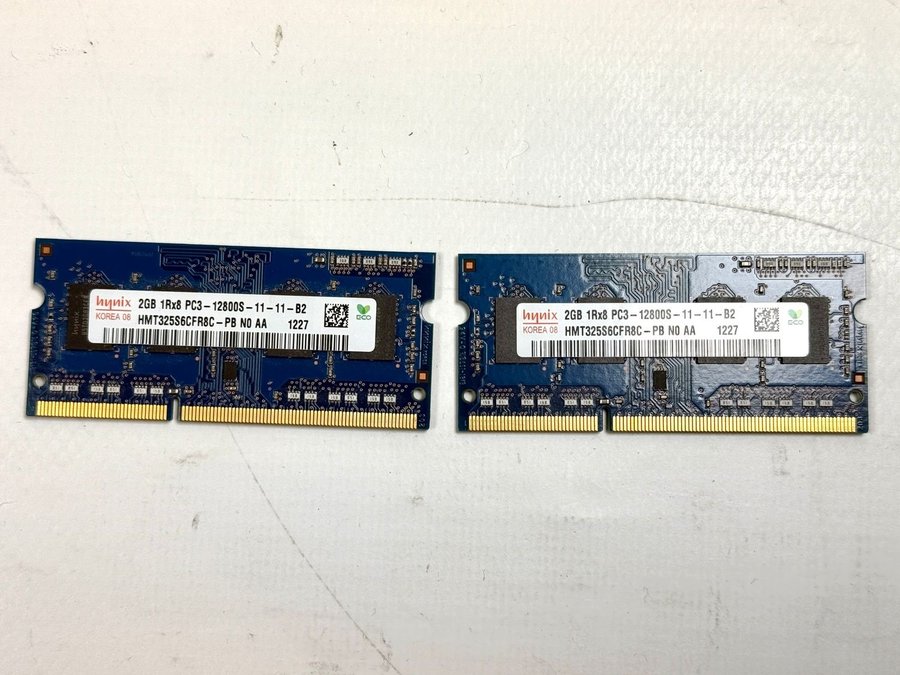 hynix
KOREA 08
2GB 1Rx8 PC3-12800S-11-11-B2
HMT325S6CFR8C-PB N0 AA 1227
ECO
hynix
KOREA 08
2GB 1Rx8 PC3-12800S-11-11-B2
HMT325S6CFR8C-PB N0 AA 1227
ECO